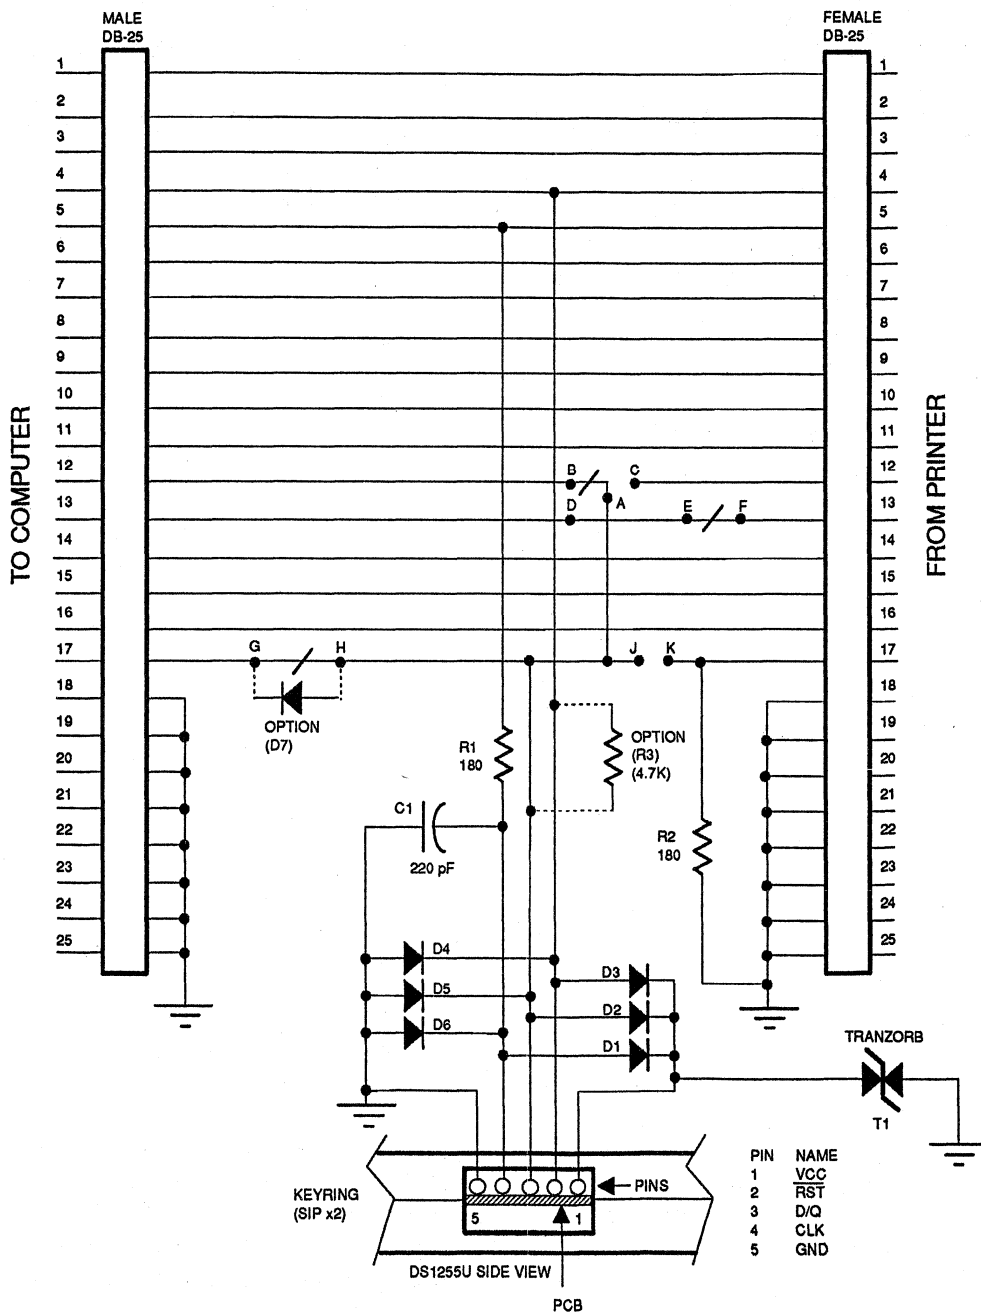 MALE
DB-25
FEMALE
DB-25
1
2
3
4
5
6
7
8
9
10
11
12
13
14
15
16
17
18
19
20
21
22
23
24
25
1
2
3
4
5
6
7
8
9
10
11
12
13
14
15
16
17
18
19
20
21
22
23
24
25
TO COMPUTER
FROM PRINTER
B
C
A
D
E
F
G
H
J
K
OPTION
(D7)
R1
180
OPTION
(R3)
(4.7K)
C1
220 pF
R2
180
D4
D5
D6
D3
D2
D1
TRANZORB
T1
KEYRING
(SIP x2)
PINS
5
1
DS1255U SIDE VIEW
PCB
PIN NAME
1 VCC
2 R̅S̅T̅
3 D/Q
4 CLK
5 GND